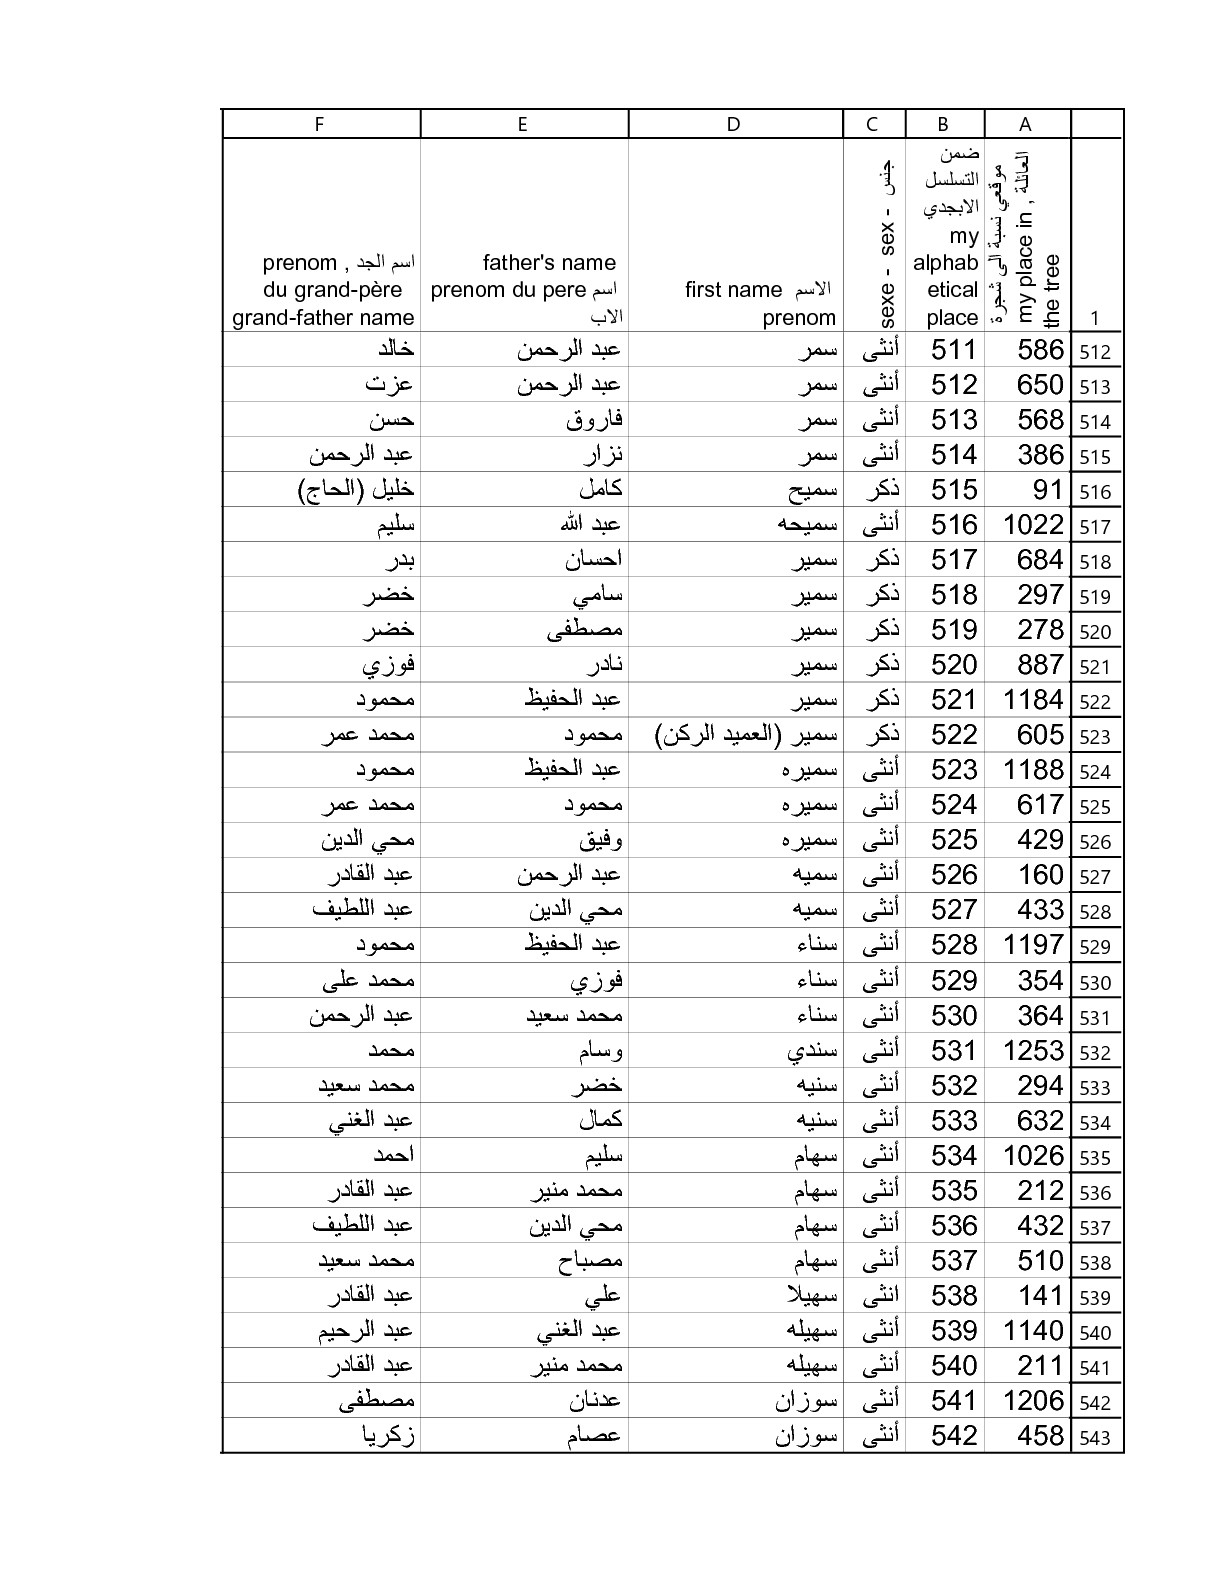 A B C D E F
1
موقعي نسبة الى شجرة العائلة , my place in the tree
ضمن التسلسل الابجدي my alphabetical place
sexe - sex - جنس
first name الاسم prenom
father's name prenom du pere اسم الاب
prenom , اسم الجد du grand-père grand-father name
512 586 511 أنثى سمر عبد الرحمن خالد
513 650 512 أنثى سمر عبد الرحمن عزت
514 568 513 أنثى سمر فاروق حسن
515 386 514 أنثى سمر نزار عبد الرحمن
516 91 515 ذكر سميح كامل خليل (الحاج)
517 1022 516 أنثى سميحه عبد الله سليم
518 684 517 ذكر سمير احسان بدر
519 297 518 ذكر سمير سامي خضر
520 278 519 ذكر سمير مصطفى خضر
521 887 520 ذكر سمير نادر فوزي
522 1184 521 ذكر سمير عبد الحفيظ محمود
523 605 522 ذكر سمير (العميد الركن) محمود محمد عمر
524 1188 523 أنثى سميره عبد الحفيظ محمود
525 617 524 أنثى سميره محمود محمد عمر
526 429 525 أنثى سميره وفيق محي الدين
527 160 526 أنثى سميه عبد الرحمن عبد القادر
528 433 527 أنثى سميه محي الدين عبد اللطيف
529 1197 528 أنثى سناء عبد الحفيظ محمود
530 354 529 أنثى سناء فوزي محمد على
531 364 530 أنثى سناء محمد سعيد عبد الرحمن
532 1253 531 أنثى سندي وسام محمد
533 294 532 أنثى سنيه خضر محمد سعيد
534 632 533 أنثى سنيه كمال عبد الغني
535 1026 534 أنثى سهام سليم احمد
536 212 535 أنثى سهام محمد منير عبد القادر
537 432 536 أنثى سهام محي الدين عبد اللطيف
538 510 537 أنثى سهام مصباح محمد سعيد
539 141 538 انثى سهيلا علي عبد القادر
540 1140 539 أنثى سهيله عبد الغني عبد الرحيم
541 211 540 أنثى سهيله محمد منير عبد القادر
542 1206 541 أنثى سوزان عدنان مصطفى
543 458 542 أنثى سوزان عصام زكريا